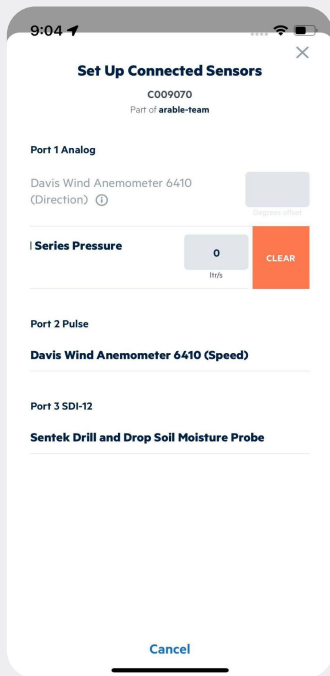 9:04
Set Up Connected Sensors
C009070
Part of arable-team
Port 1 Analog
Davis Wind Anemometer 6410
(Direction)
Degrees offset
Series Pressure
0
ltr/s
CLEAR
Port 2 Pulse
Davis Wind Anemometer 6410 (Speed)
Port 3 SDI-12
Sentek Drill and Drop Soil Moisture Probe
Cancel